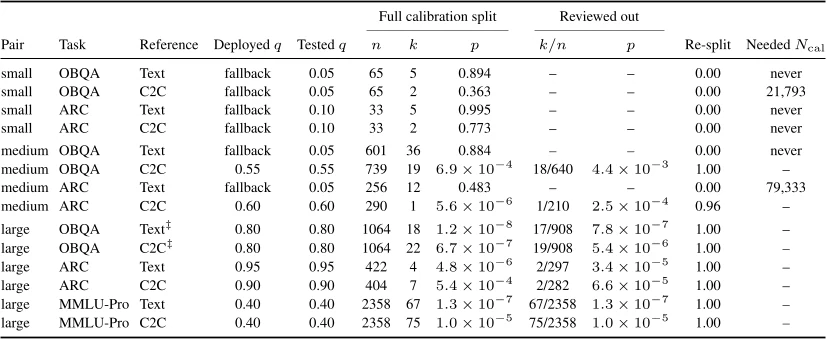 Full calibration split Reviewed out
Pair Task Reference Deployed q Tested q n k p k/n p Re-split Needed N_cal
small OBQA Text fallback 0.05 65 5 0.894 – – 0.00 never
small OBQA C2C fallback 0.05 65 2 0.363 – – 0.00 21,793
small ARC Text fallback 0.10 33 5 0.995 – – 0.00 never
small ARC C2C fallback 0.10 33 2 0.773 – – 0.00 never
medium OBQA Text fallback 0.05 601 36 0.884 – – 0.00 never
medium OBQA C2C 0.55 0.55 739 19 6.9 × 10⁻⁴ 18/640 4.4 × 10⁻³ 1.00 –
medium ARC Text fallback 0.05 256 12 0.483 – – 0.00 79,333
medium ARC C2C 0.60 0.60 290 1 5.6 × 10⁻⁶ 1/210 2.5 × 10⁻⁴ 0.96 –
large OBQA Text‡ 0.80 0.80 1064 18 1.2 × 10⁻⁸ 17/908 7.8 × 10⁻⁷ 1.00 –
large OBQA C2C‡ 0.80 0.80 1064 22 6.7 × 10⁻⁷ 19/908 5.4 × 10⁻⁶ 1.00 –
large ARC Text 0.95 0.95 422 4 4.8 × 10⁻⁶ 2/297 3.4 × 10⁻⁵ 1.00 –
large ARC C2C 0.90 0.90 404 7 5.4 × 10⁻⁴ 2/282 6.6 × 10⁻⁵ 1.00 –
large MMLU-Pro Text 0.40 0.40 2358 67 1.3 × 10⁻⁷ 67/2358 1.3 × 10⁻⁷ 1.00 –
large MMLU-Pro C2C 0.40 0.40 2358 75 1.0 × 10⁻⁵ 75/2358 1.0 × 10⁻⁵ 1.00 –